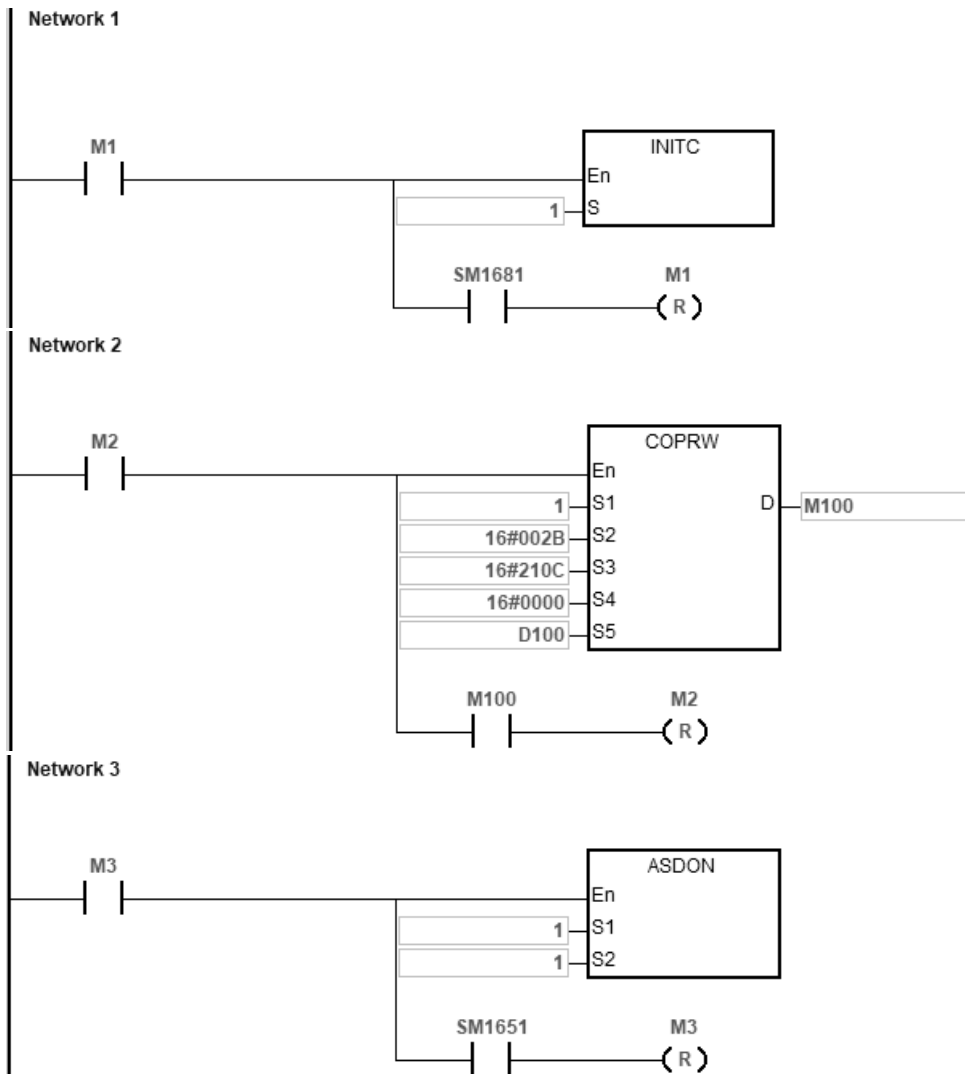 Network 1
M1
INITC
En
1 S
SM1681 M1
( R )
Network 2
M2
COPRW
En
1 S1 D M100
16#002B S2
16#210C S3
16#0000 S4
D100 S5
M100 M2
( R )
Network 3
M3
ASDON
En
1 S1
1 S2
SM1651 M3
( R )